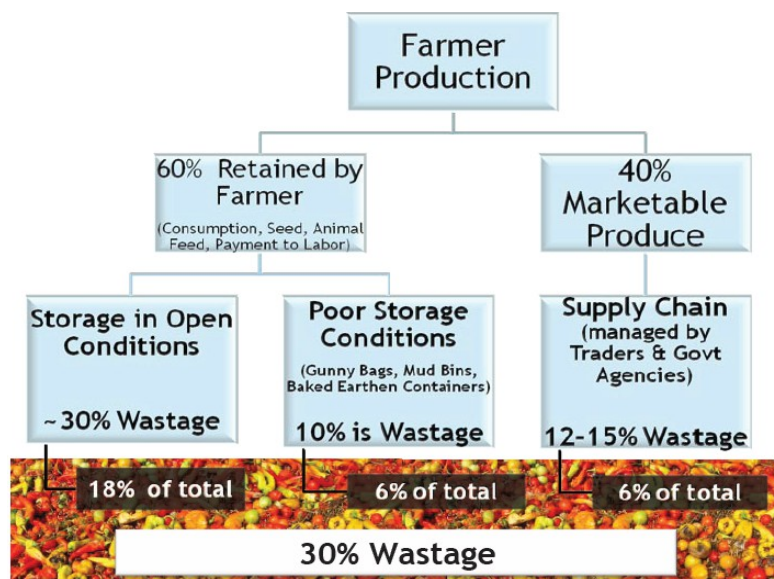 Farmer
Production
60% Retained by
Farmer
(Consumption, Seed, Animal
Feed, Payment to Labor)
40%
Marketable
Produce
Storage in Open
Conditions
~30% Wastage
Poor Storage
Conditions
(Gunny Bags, Mud Bins,
Baked Earthen Containers)
10% is Wastage
Supply Chain
(managed by
Traders & Govt
Agencies)
12-15% Wastage
18% of total
6% of total
6% of total
30% Wastage